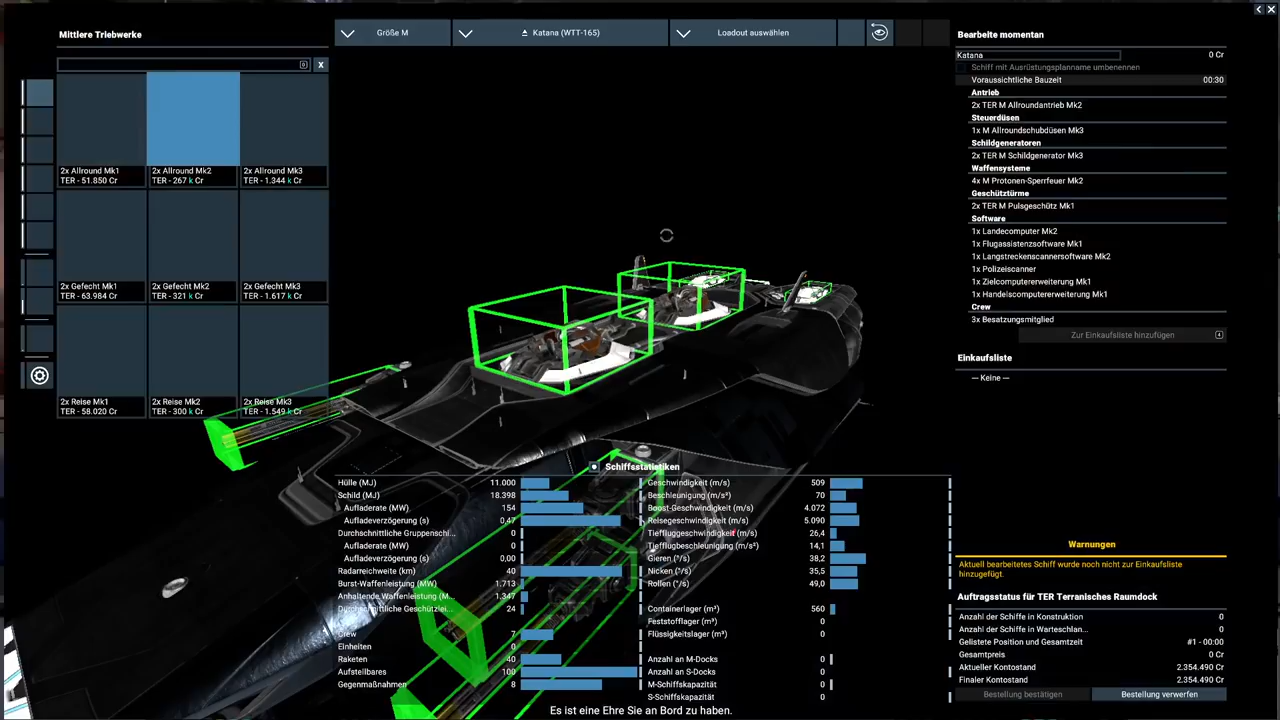 Mittlere Triebwerke
X
2x Allround Mk1
TER - 51.850 Cr
2x Allround Mk2
TER - 267 k Cr
2x Allround Mk3
TER - 1.344 k Cr
2x Gefecht Mk1
TER - 63.984 Cr
2x Gefecht Mk2
TER - 321 k Cr
2x Gefecht Mk3
TER - 1.617 k Cr
2x Reise Mk1
TER - 58.020 Cr
2x Reise Mk2
TER - 300 k Cr
2x Reise Mk3
TER - 1.549 k Cr
Größe M
Katana (WTT-165)
Loadout auswählen
Schiffsstatistiken
Hülle (MJ) 11.000
Schild (MJ) 18.398
Aufladerate (MW) 154
Aufladeverzögerung (s) 0,47
Durchschnittliche Gruppenschl... 0
Aufladerate (MW) 0
Aufladeverzögerung (s) 0,00
Radarreichweite (km) 40
Burst-Waffenleistung (MW) 1.713
Anhaltende Waffenleistung (M... 1.347
Durchschnittliche Geschützlei... 24
Crew 7
Einheiten 0
Raketen 40
Aufstellbares 100
Gegenmaßnahmen 8
Geschwindigkeit (m/s) 509
Beschleunigung (m/s²) 70
Boost-Geschwindigkeit (m/s) 4.072
Reisegeschwindigkeit (m/s) 5.090
Tieffluggeschwindigkeit (m/s) 26,4
Tiefflugbeschleunigung (m/s²) 14,1
Gieren (°/s) 38,2
Nicken (°/s) 35,5
Rollen (°/s) 49,0
Containerlager (m³) 560
Feststofflager (m³) 0
Flüssigkeitslager (m³) 0
Anzahl an M-Docks 0
Anzahl an S-Docks 0
M-Schiffskapazität 0
S-Schiffskapazität 0
Es ist eine Ehre Sie an Bord zu haben.
Bearbeite momentan
Katana 0 Cr
Schiff mit Ausrüstungsplanname umbenennen
Voraussichtliche Bauzeit 00:30
Antrieb
2x TER M Allroundantrieb Mk2
Steuerdüsen
1x M Allroundschubdüsen Mk3
Schildgeneratoren
2x TER M Schildgenerator Mk3
Waffensysteme
4x M Protonen-Sperrfeuer Mk2
Geschütztürme
2x TER M Pulsgeschütz Mk1
Software
1x Landecomputer Mk2
1x Flugassistenzsoftware Mk1
1x Langstreckenscannersoftware Mk2
1x Polizeiscanner
1x Zielcomputererweiterung Mk1
1x Handelscomputererweiterung Mk1
Crew
3x Besatzungsmitglied
Zur Einkaufsliste hinzufügen
Einkaufsliste
— Keine —
Warnungen
Aktuell bearbeitetes Schiff wurde noch nicht zur Einkaufsliste
hinzugefügt.
Auftragsstatus für TER Terranisches Raumdock
Anzahl der Schiffe in Konstruktion 0
Anzahl der Schiffe in Warteschlan... 0
Gelistete Position und Gesamtzeit #1 - 00:00
Gesamtpreis 0 Cr
Aktueller Kontostand 2.354.490 Cr
Finaler Kontostand 2.354.490 Cr
Bestellung bestätigen
Bestellung verwerfen